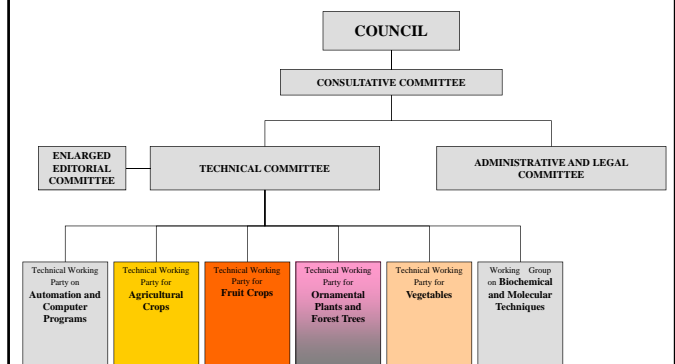 COUNCIL
CONSULTATIVE COMMITTEE
ENLARGED
EDITORIAL
COMMITTEE
TECHNICAL COMMITTEE
ADMINISTRATIVE AND LEGAL
COMMITTEE
Technical Working
Party on
Automation and
Computer
Programs
Technical Working
Party for
Agricultural
Crops
Technical Working
Party for
Fruit Crops
Technical Working
Party for
Ornamental
Plants and
Forest Trees
Technical Working
Party for
Vegetables
Working Group
on Biochemical
and Molecular
Techniques